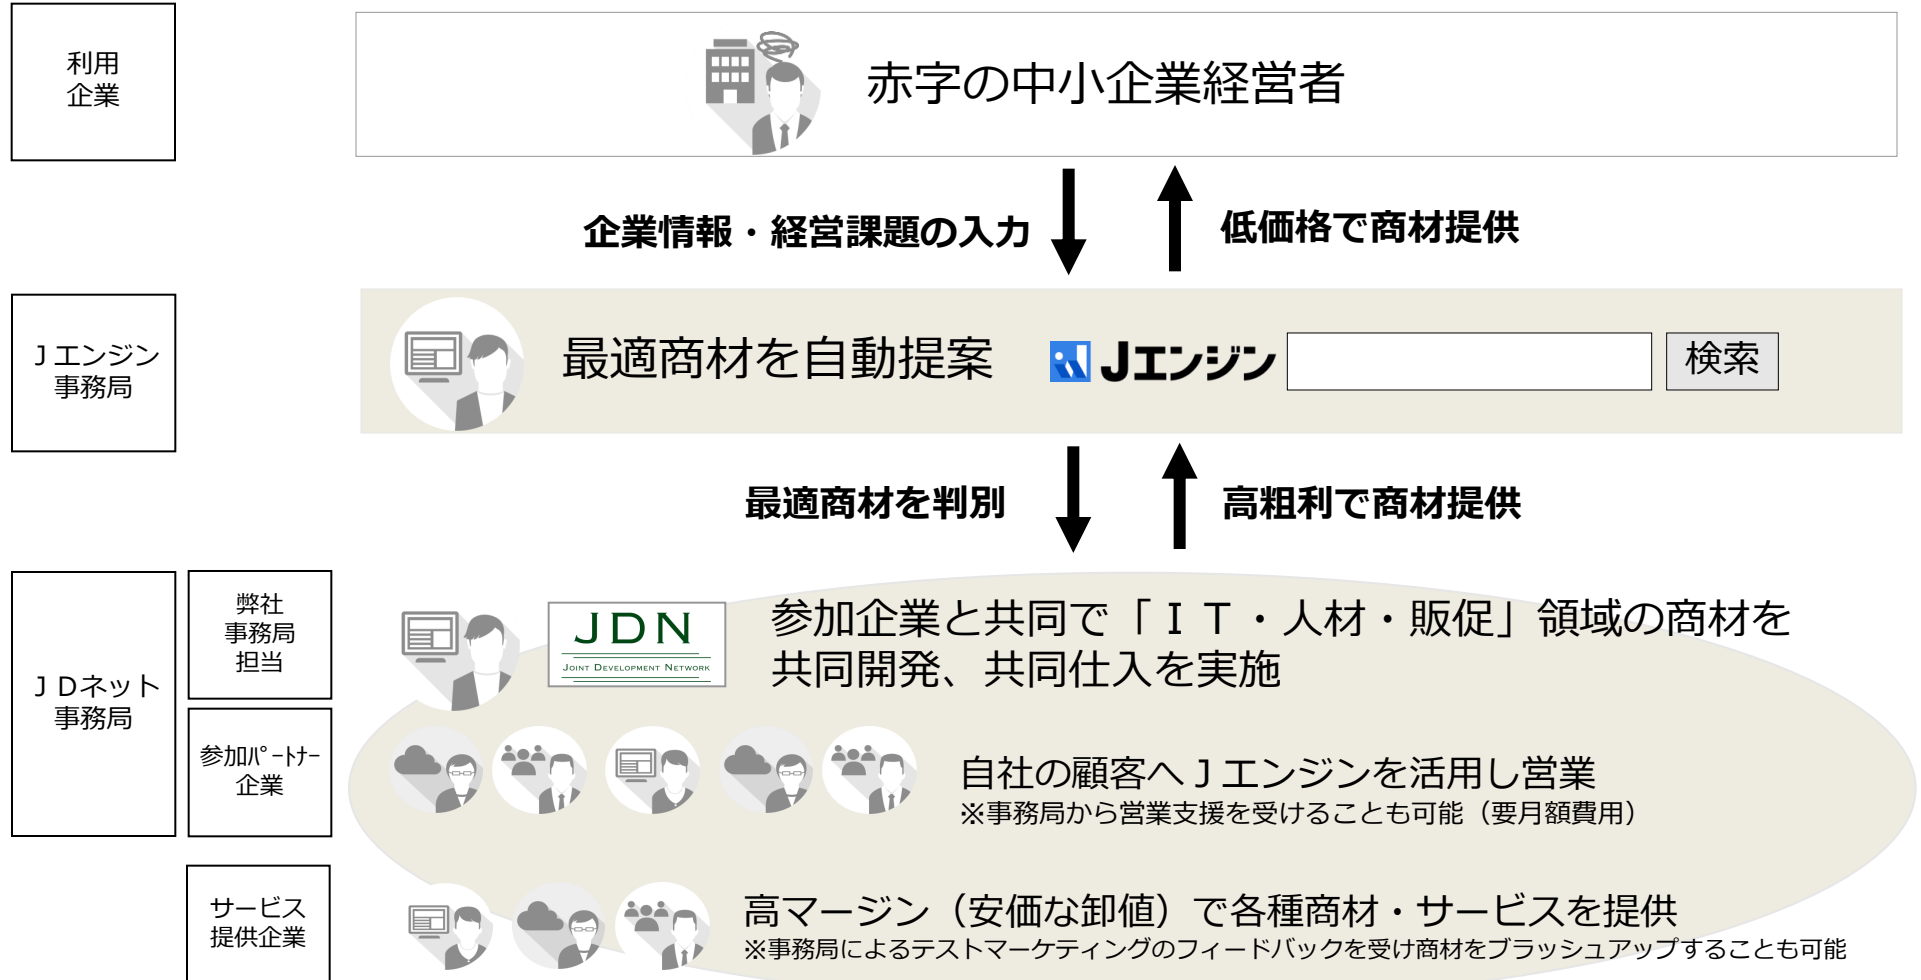 利用
企業
赤字の中小企業経営者
企業情報・経営課題の入力
低価格で商材提供
Ｊエンジン
事務局
最適商材を自動提案
Jエンジン
検索
最適商材を判別
高粗利で商材提供
ＪＤネット
事務局
弊社
事務局
担当
JDN
JOINT DEVELOPMENT NETWORK
参加企業と共同で「ＩＴ・人材・販促」領域の商材を
共同開発、共同仕入を実施
参加ﾊﾟｰﾄﾅｰ
企業
自社の顧客へＪエンジンを活用し営業
※事務局から営業支援を受けることも可能（要月額費用）
サービス
提供企業
高マージン（安価な卸値）で各種商材・サービスを提供
※事務局によるテストマーケティングのフィードバックを受け商材をブラッシュアップすることも可能